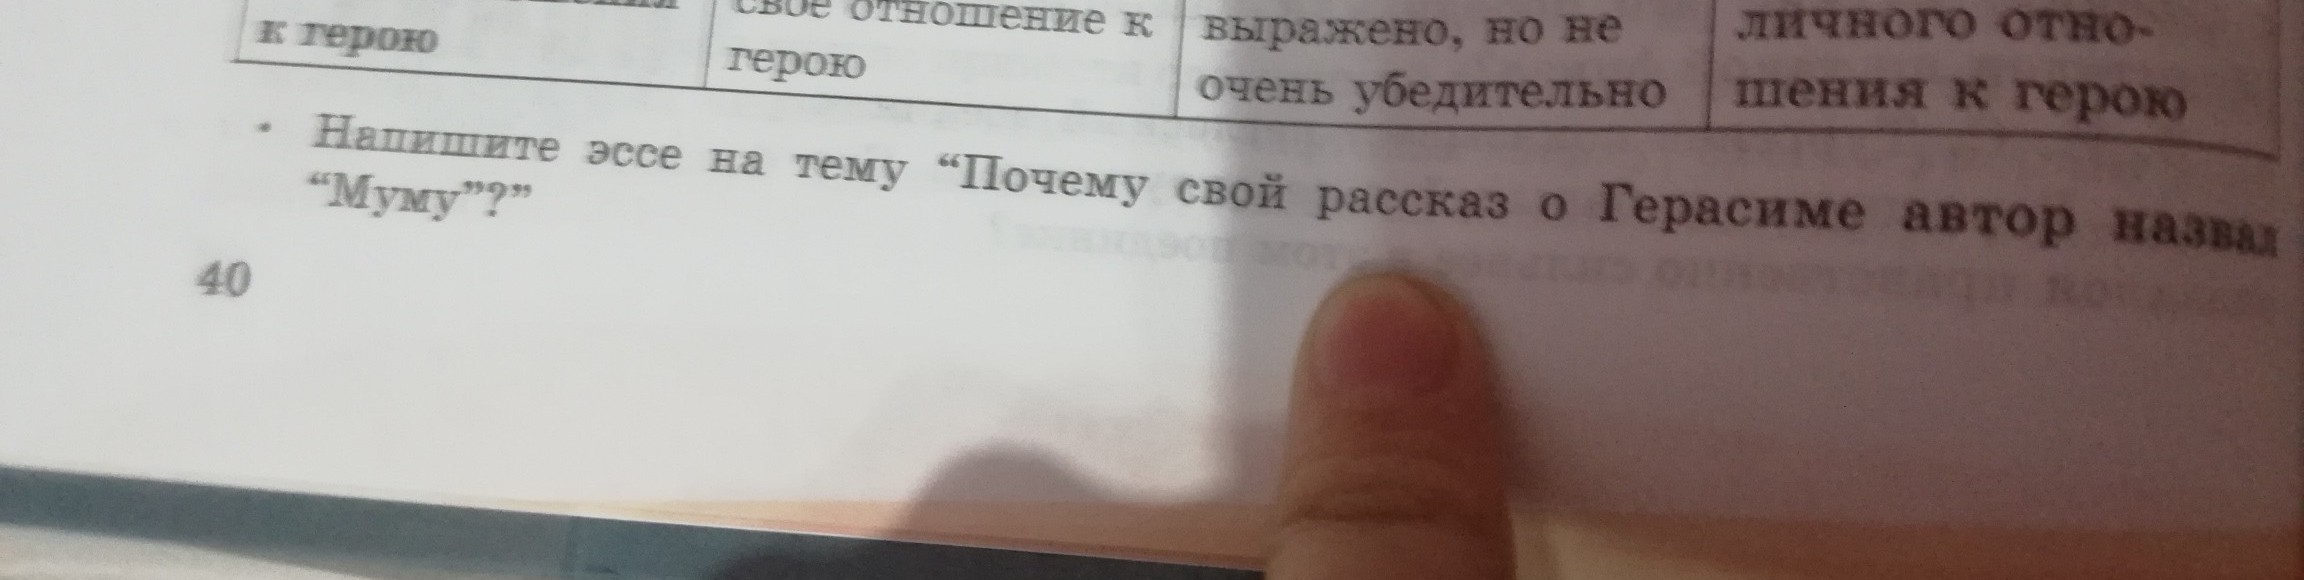 к герою
свое отношение к
герою
выражено, но не
очень убедительно
личного отно-
шения к герою
• Напишите эссе на тему “Почему свой рассказ о Герасиме автор назвал
“Муму”?”
40